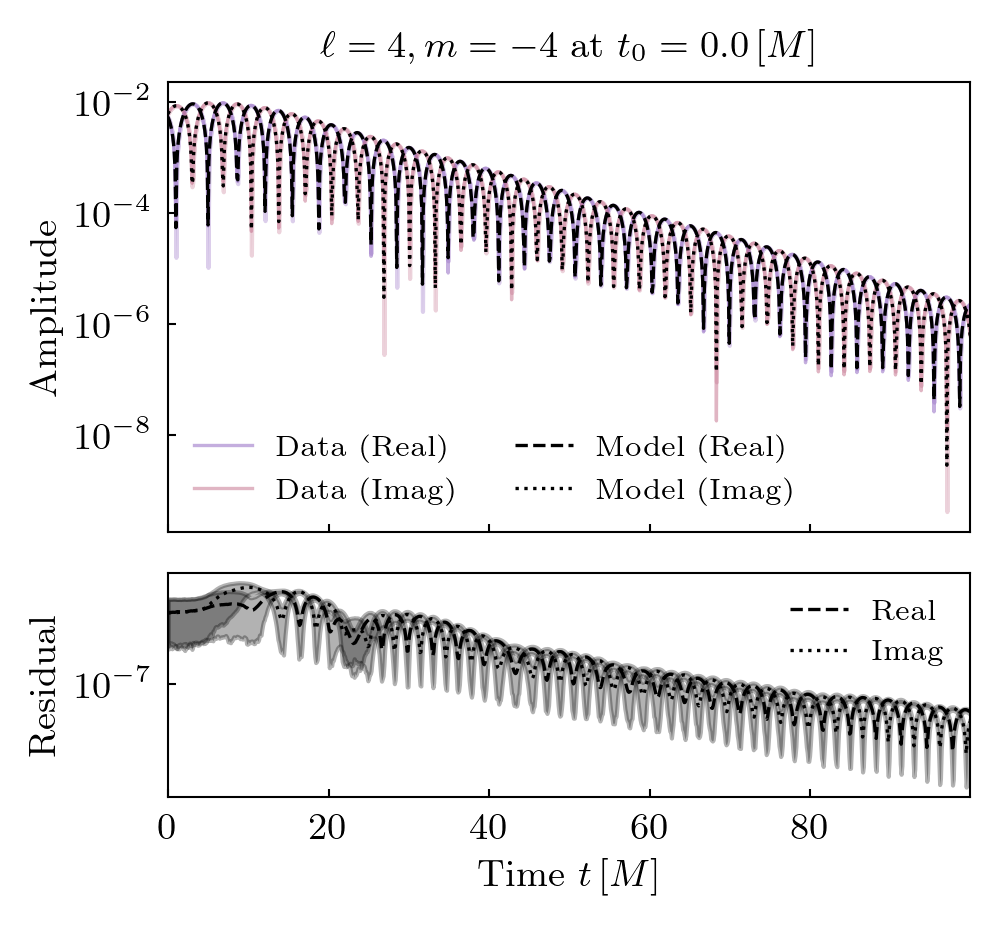 ℓ = 4, m = −4 at t₀ = 0.0 [M]
10⁻²
10⁻⁴
10⁻⁶
10⁻⁸
Amplitude
Data (Real)
Data (Imag)
Model (Real)
Model (Imag)
Residual
10⁻⁷
Real
Imag
0 20 40 60 80
Time t [M]